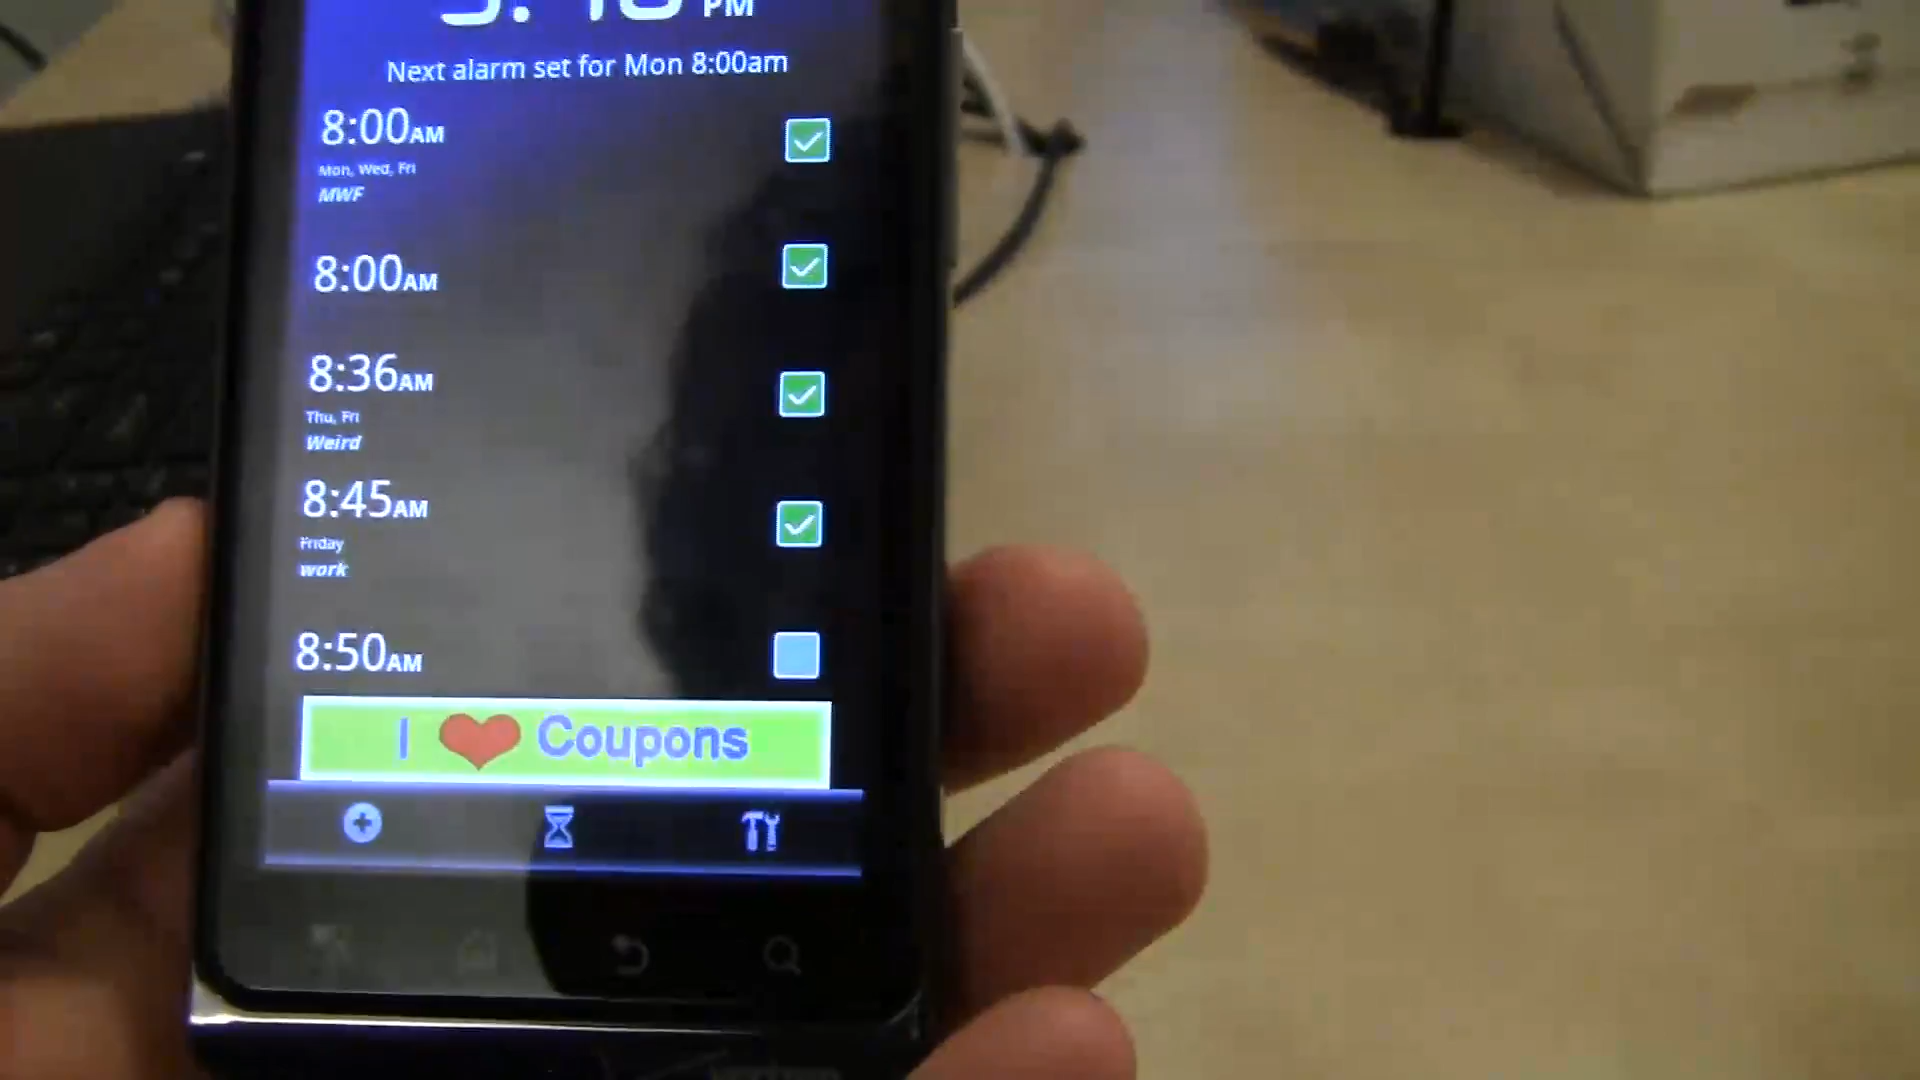 PM
Next alarm set for Mon 8:00am
8:00AM
Mon, Wed, Fri
MWF
8:00AM
8:36AM
Thu, Fri
Weird
8:45AM
Friday
work
8:50AM
I ❤ Coupons